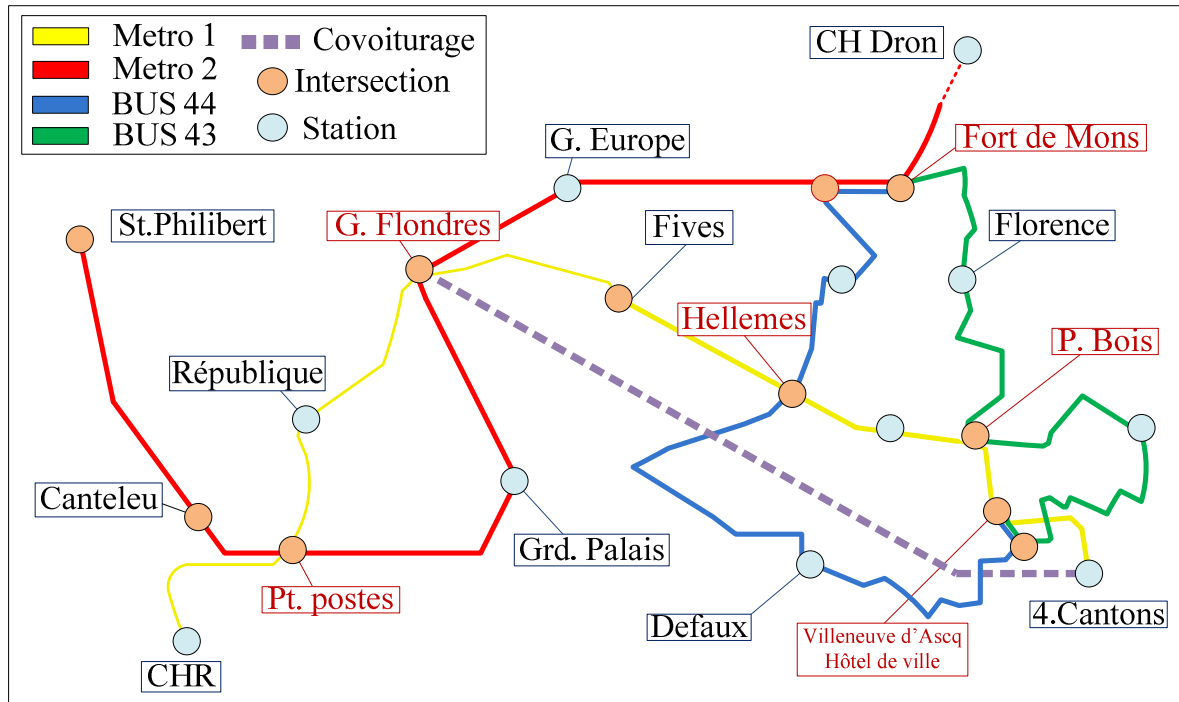 Metro 1
Metro 2
BUS 44
BUS 43
Covoiturage
Intersection
Station
CH Dron
G. Europe
Fort de Mons
St.Philibert
G. Flondres
Fives
Florence
Hellemes
P. Bois
République
Canteleu
Grd. Palais
Pt. postes
Defaux
Villeneuve d'Ascq
Hôtel de ville
4.Cantons
CHR